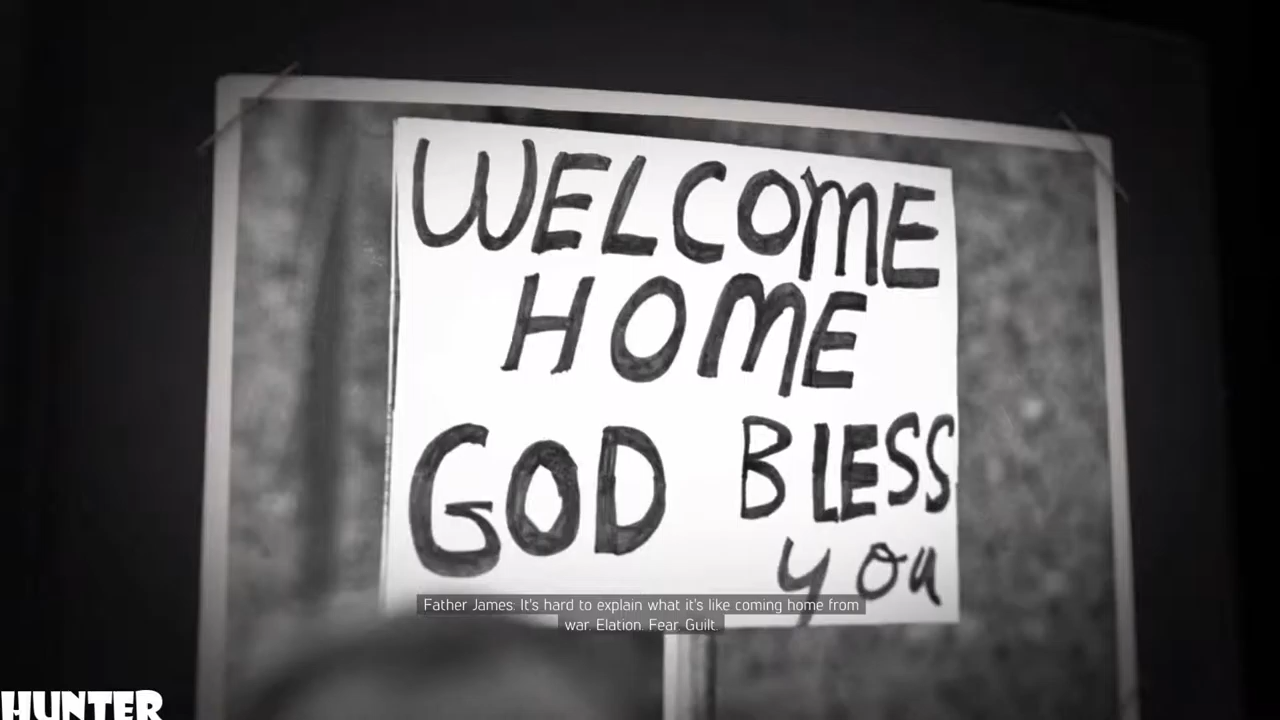 WELCOME
HOME
GOD BLESS
you
Father James: It's hard to explain what it's like coming home from
war. Elation. Fear. Guilt.
HUNTER